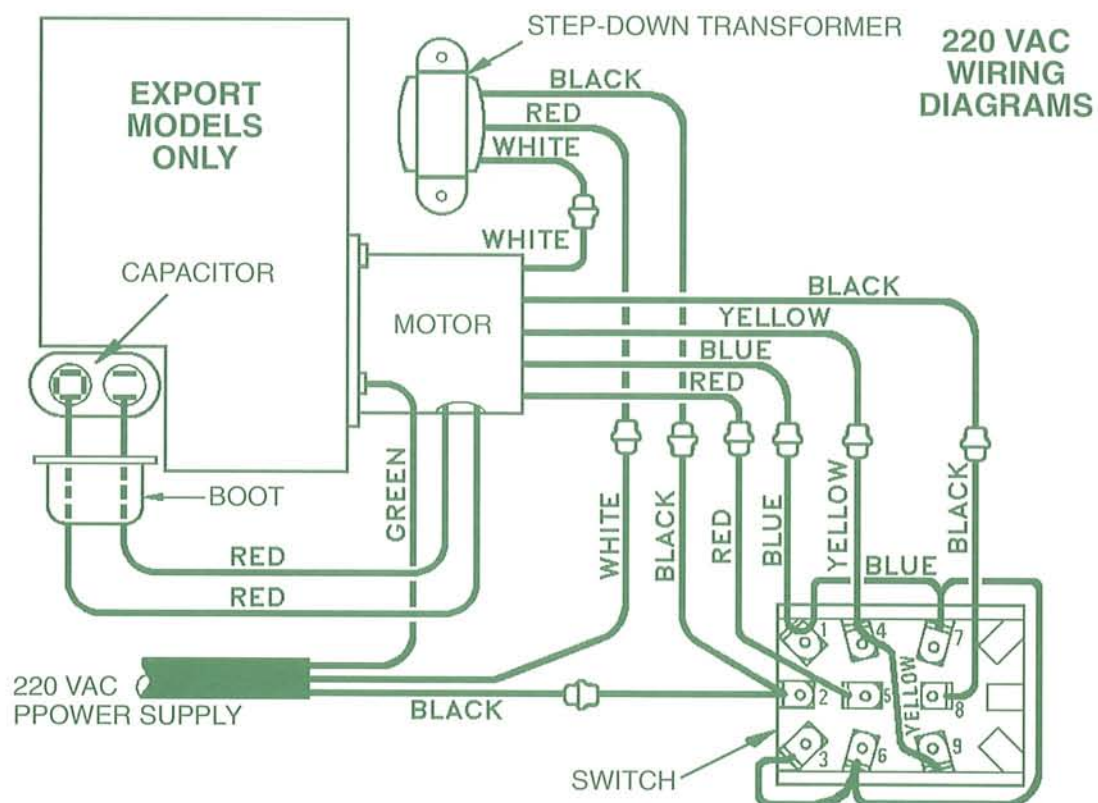 STEP-DOWN TRANSFORMER
220 VAC
WIRING
DIAGRAMS
EXPORT
MODELS
ONLY
BLACK
RED
WHITE
WHITE
CAPACITOR
MOTOR
BLACK
YELLOW
BLUE
RED
BOOT
GREEN
WHITE
BLACK
RED
BLUE
YELLOW
BLACK
RED
RED
BLUE
1
4
7
2
5
8
YELLOW
3
6
9
220 VAC
PPOWER SUPPLY
BLACK
SWITCH